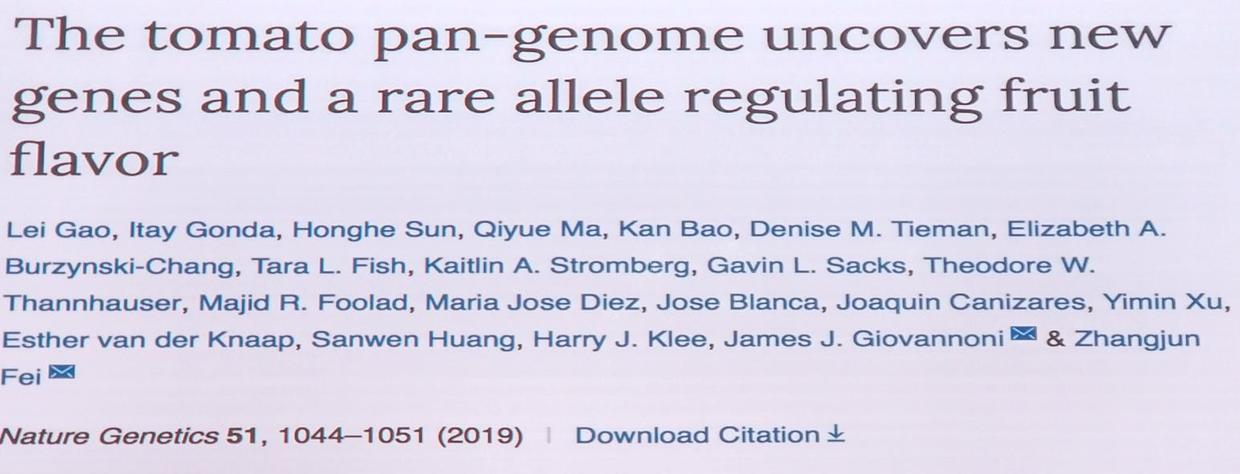 The tomato pan-genome uncovers new
genes and a rare allele regulating fruit
flavor
Lei Gao, Itay Gonda, Honghe Sun, Qiyue Ma, Kan Bao, Denise M. Tieman, Elizabeth A.
Burzynski-Chang, Tara L. Fish, Kaitlin A. Stromberg, Gavin L. Sacks, Theodore W.
Thannhauser, Majid R. Foolad, Maria Jose Diez, Jose Blanca, Joaquin Canizares, Yimin Xu,
Esther van der Knaap, Sanwen Huang, Harry J. Klee, James J. Giovannoni & Zhangjun
Fei
Nature Genetics 51, 1044–1051 (2019) | Download Citation